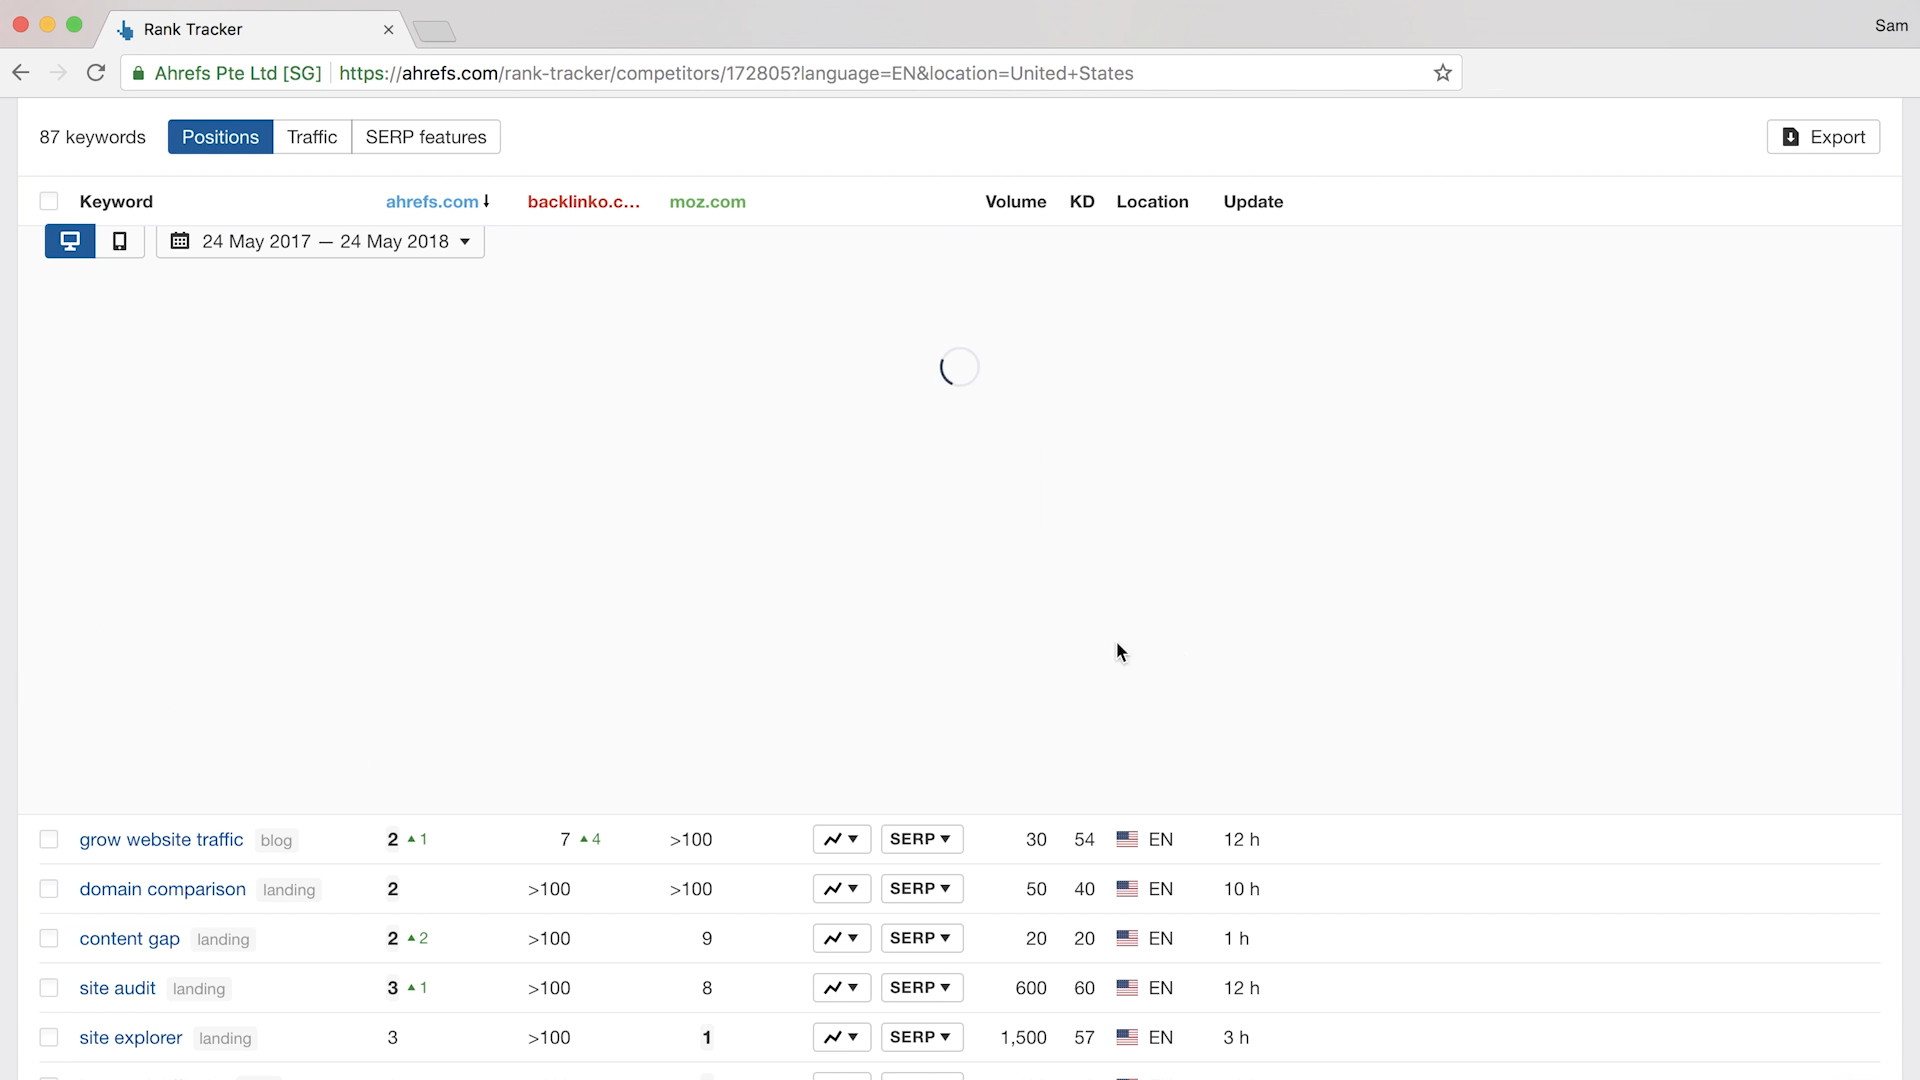 Rank Tracker
Sam
Ahrefs Pte Ltd [SG] https://ahrefs.com/rank-tracker/competitors/172805?language=EN&location=United+States
87 keywords Positions Traffic SERP features Export
Keyword ahrefs.com backlinko.c... moz.com Volume KD Location Update
24 May 2017 — 24 May 2018
grow website traffic blog 2 1 7 4 >100 SERP 30 54 EN 12 h
domain comparison landing 2 >100 >100 SERP 50 40 EN 10 h
content gap landing 2 2 >100 9 SERP 20 20 EN 1 h
site audit landing 3 1 >100 8 SERP 600 60 EN 12 h
site explorer landing 3 >100 1 SERP 1,500 57 EN 3 h